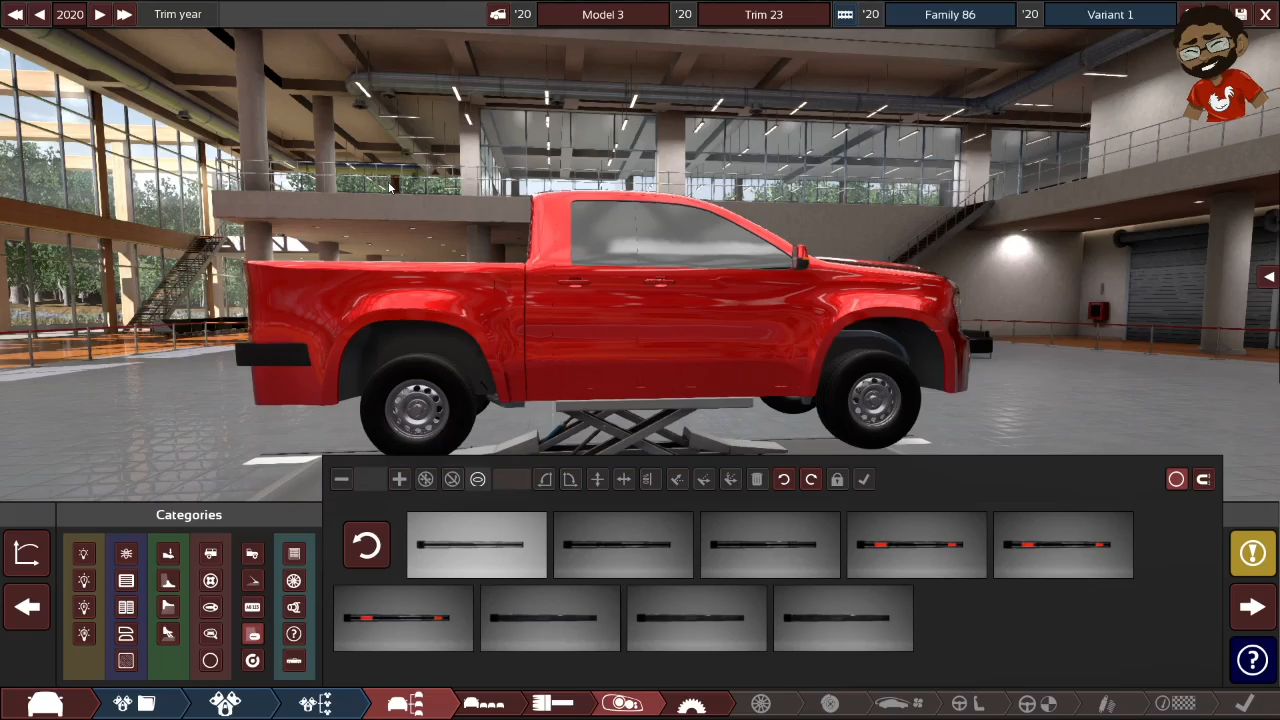 2020
Trim year
'20
Model 3
'20
Trim 23
'20
Family 86
'20
Variant 1
Categories